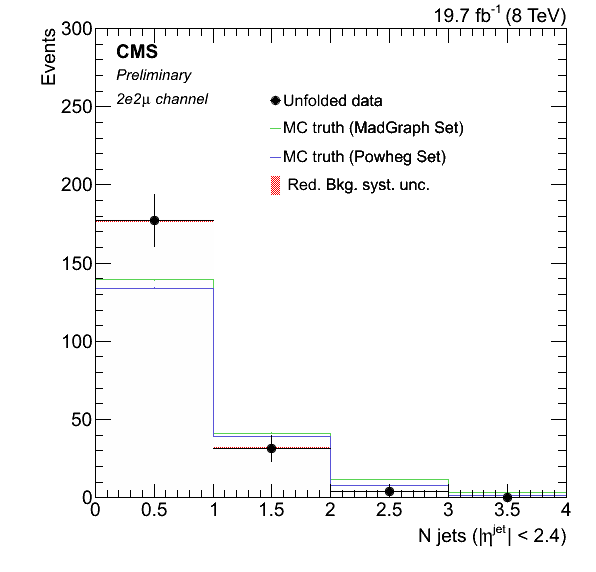 19.7 fb-1 (8 TeV)
Events
CMS
Preliminary
2e2μ channel
Unfolded data
MC truth (MadGraph Set)
MC truth (Powheg Set)
Red. Bkg. syst. unc.
300
250
200
150
100
50
0
0 0.5 1 1.5 2 2.5 3 3.5 4
N jets (|ηjet| < 2.4)